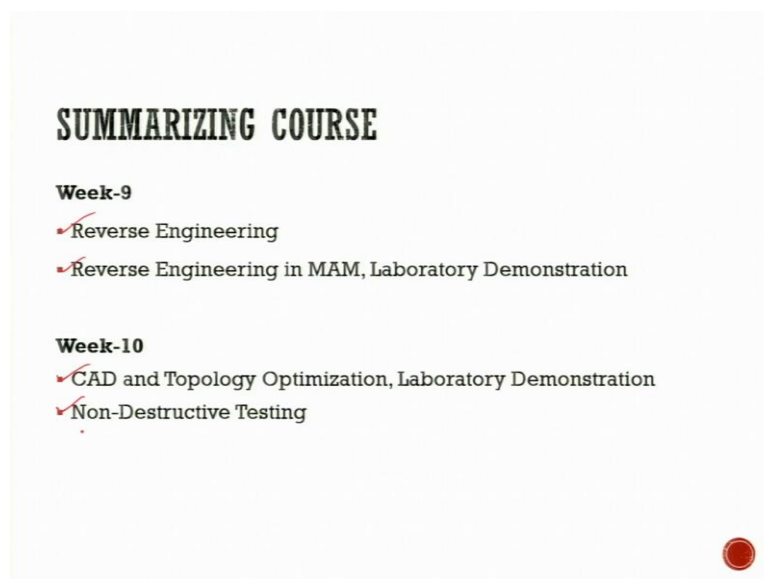 SUMMARIZING COURSE
Week-9
Reverse Engineering
Reverse Engineering in MAM, Laboratory Demonstration
Week-10
CAD and Topology Optimization, Laboratory Demonstration
Non-Destructive Testing